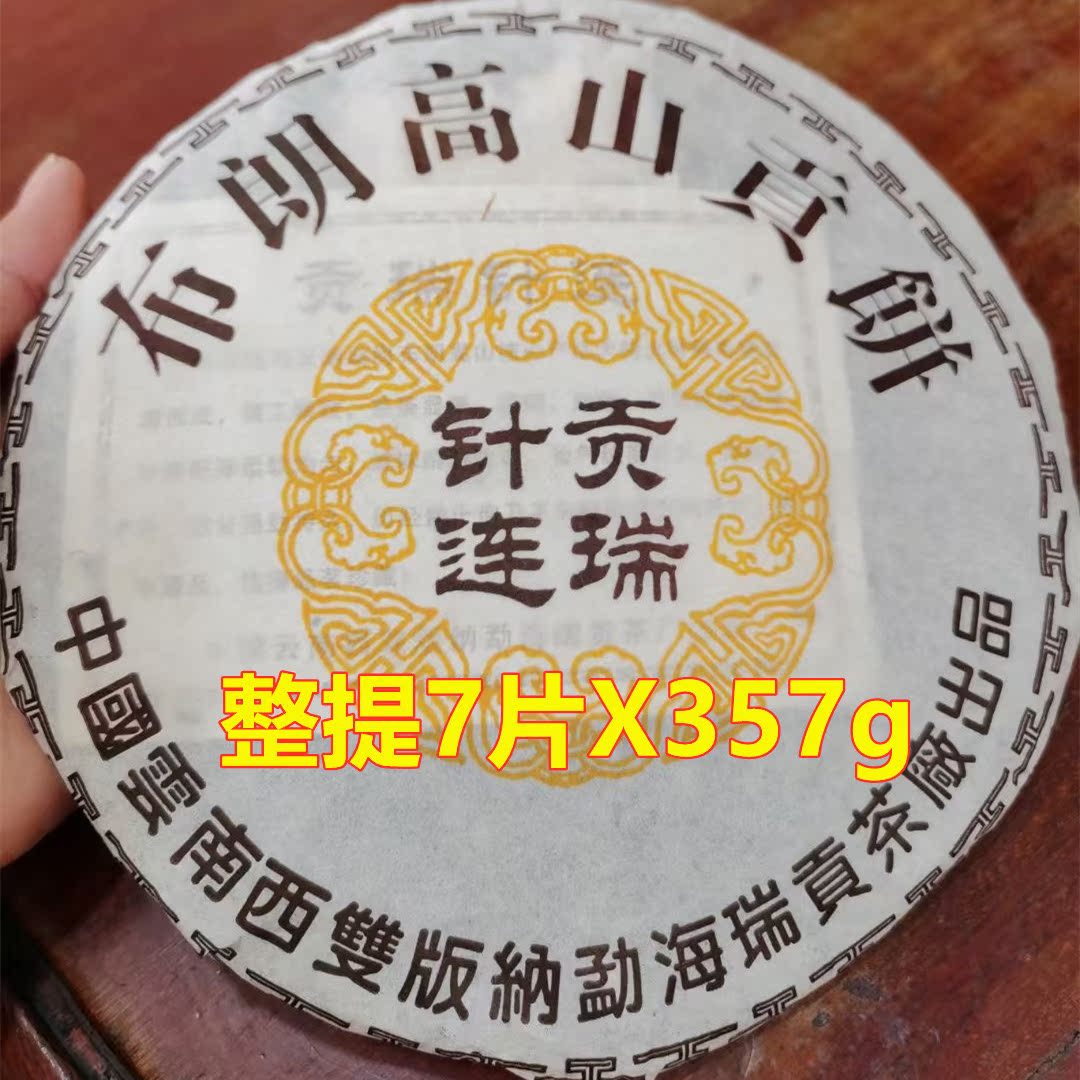 布朗高山貢餅
贡瑞
针连
整提7片X357g
中國雲南西雙版納勐海瑞貢茶廠出品